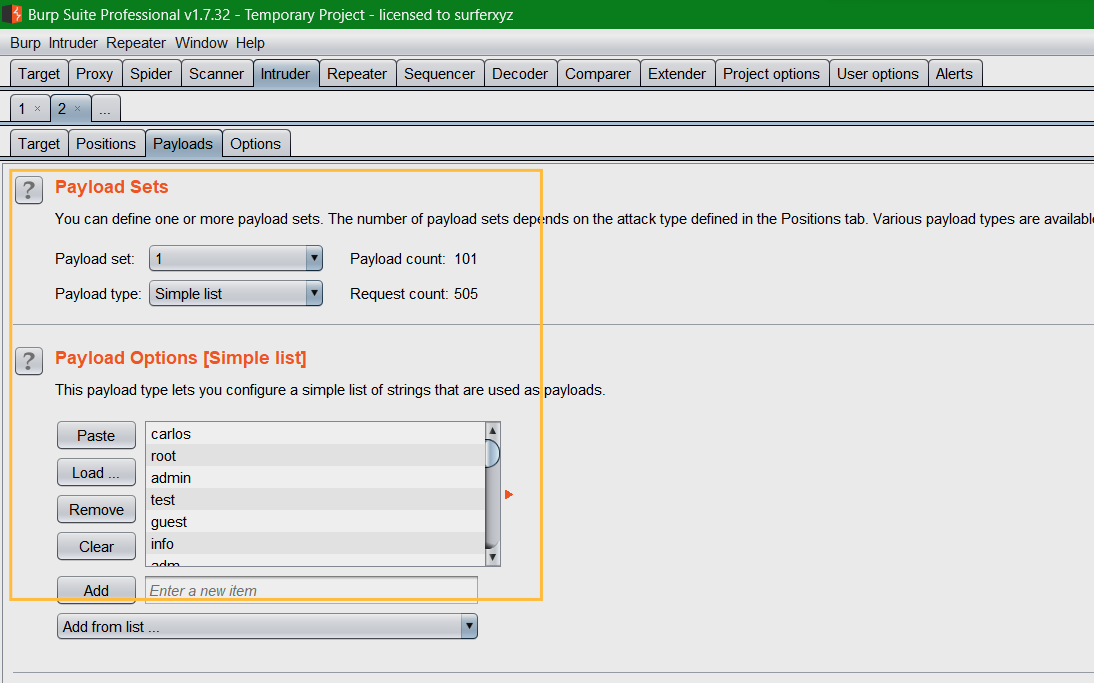 Burp Suite Professional v1.7.32 - Temporary Project - licensed to surferxyz
Burp Intruder Repeater Window Help
Target Proxy Spider Scanner Intruder Repeater Sequencer Decoder Comparer Extender Project options User options Alerts
1 × 2 × ...
Target Positions Payloads Options
? Payload Sets
You can define one or more payload sets. The number of payload sets depends on the attack type defined in the Positions tab. Various payload types are available
Payload set: 1 Payload count: 101
Payload type: Simple list Request count: 505
? Payload Options [Simple list]
This payload type lets you configure a simple list of strings that are used as payloads.
Paste
Load ...
Remove
Clear
carlos
root
admin
test
guest
info
adm
Add Enter a new item
Add from list ...